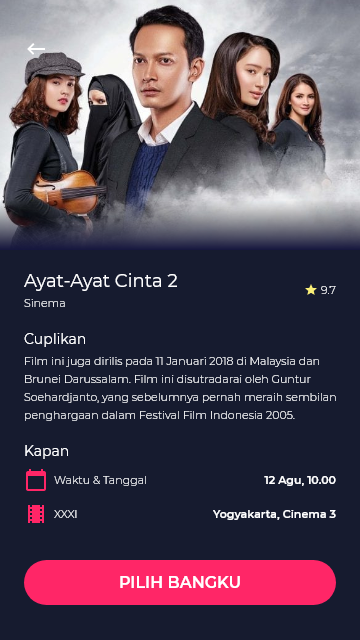 Ayat-Ayat Cinta 2
9.7
Sinema
Cuplikan
Film ini juga dirilis pada 11 Januari 2018 di Malaysia dan
Brunei Darussalam. Film ini disutradarai oleh Guntur
Soehardjanto, yang sebelumnya pernah meraih sembilan
penghargaan dalam Festival Film Indonesia 2005.
Kapan
Waktu & Tanggal 12 Agu, 10.00
XXXI Yogyakarta, Cinema 3
PILIH BANGKU